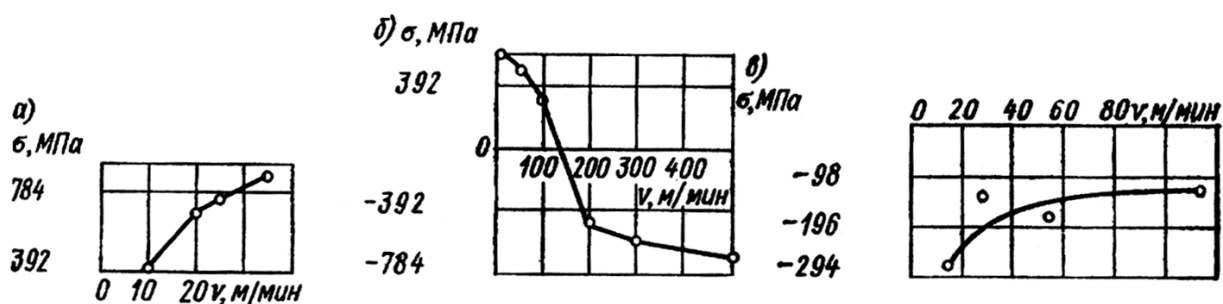 а)
σ, МПа
784
392
0 10 20 v, м/мин
б) σ, МПа
392
0
-392
-784
100 200 300 400
V, м/мин
в)
σ, МПа
0 20 40 60 80 v, м/мин
-98
-196
-294